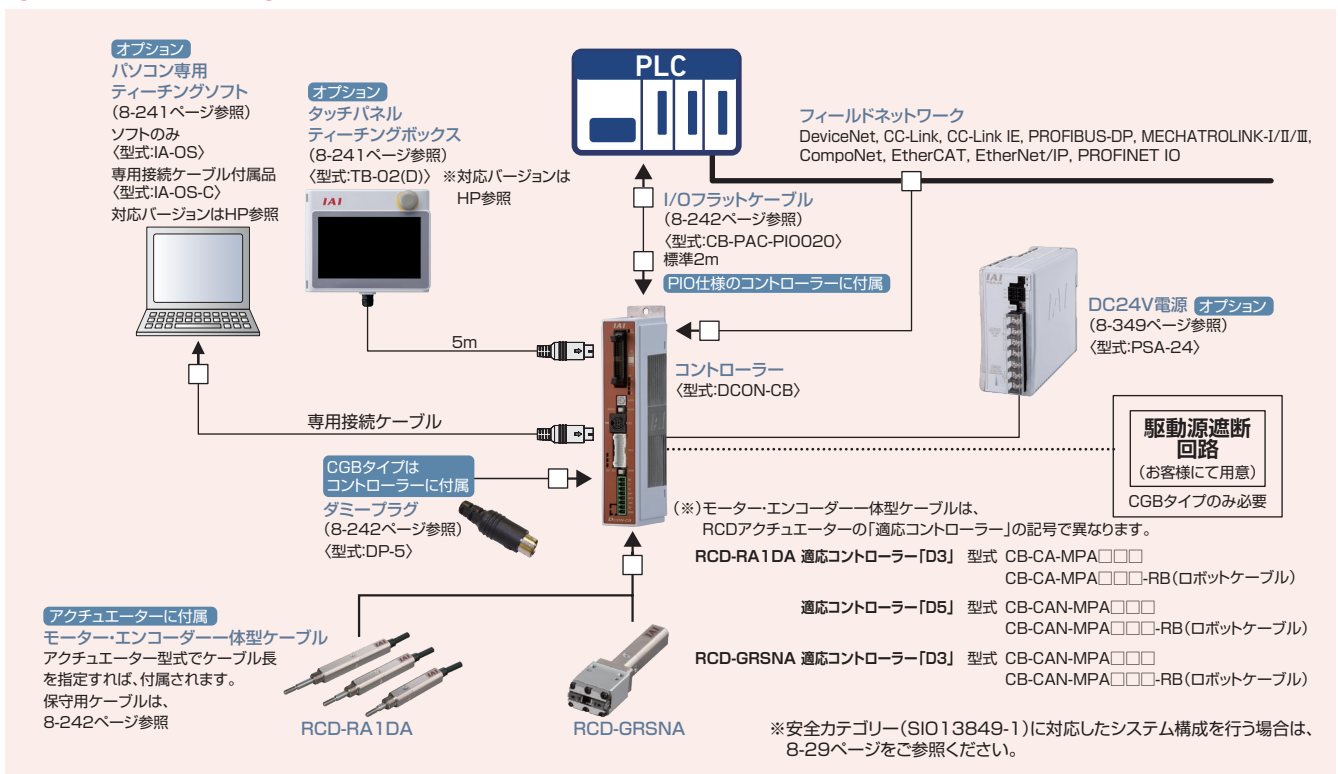 オプション
パソコン専用
ティーチングソフト
(8-241ページ参照)
ソフトのみ
〈型式:IA-OS〉
専用接続ケーブル付属品
〈型式:IA-OS-C〉
対応バージョンはHP参照
オプション
タッチパネル
ティーチングボックス
(8-241ページ参照)
〈型式:TB-02(D)〉 ※対応バージョンは
HP参照
IAI
PLC
フィールドネットワーク
DeviceNet, CC-Link, CC-Link IE, PROFIBUS-DP, MECHATROLINK-I/II/III,
CompoNet, EtherCAT, EtherNet/IP, PROFINET IO
I/Oフラットケーブル
(8-242ページ参照)
〈型式:CB-PAC-PIO020〉
標準2m
PIO仕様のコントローラーに付属
IAI
DC24V電源 オプション
(8-349ページ参照)
〈型式:PSA-24〉
5m
IAI
コントローラー
〈型式:DCON-CB〉
専用接続ケーブル
駆動源遮断
回路
(お客様にて用意)
CGBタイプのみ必要
CGBタイプは
コントローラーに付属
ダミープラグ
(8-242ページ参照)
〈型式:DP-5〉
(※)モーター・エンコーダー一体型ケーブルは、
RCDアクチュエーターの「適応コントローラー」の記号で異なります。
RCD-RA1DA 適応コントローラー「D3」 型式 CB-CA-MPA□□□
CB-CA-MPA□□□-RB(ロボットケーブル)
適応コントローラー「D5」 型式 CB-CAN-MPA□□□
CB-CAN-MPA□□□-RB(ロボットケーブル)
RCD-GRSNA 適応コントローラー「D3」 型式 CB-CAN-MPA□□□
CB-CAN-MPA□□□-RB(ロボットケーブル)
アクチュエーターに付属
モーター・エンコーダー一体型ケーブル
アクチュエーター型式でケーブル長
を指定すれば、付属されます。
保守用ケーブルは、
8-242ページ参照
RCD-RA1DA
RCD-GRSNA
※安全カテゴリー(SIO13849-1)に対応したシステム構成を行う場合は、
8-29ページをご参照ください。